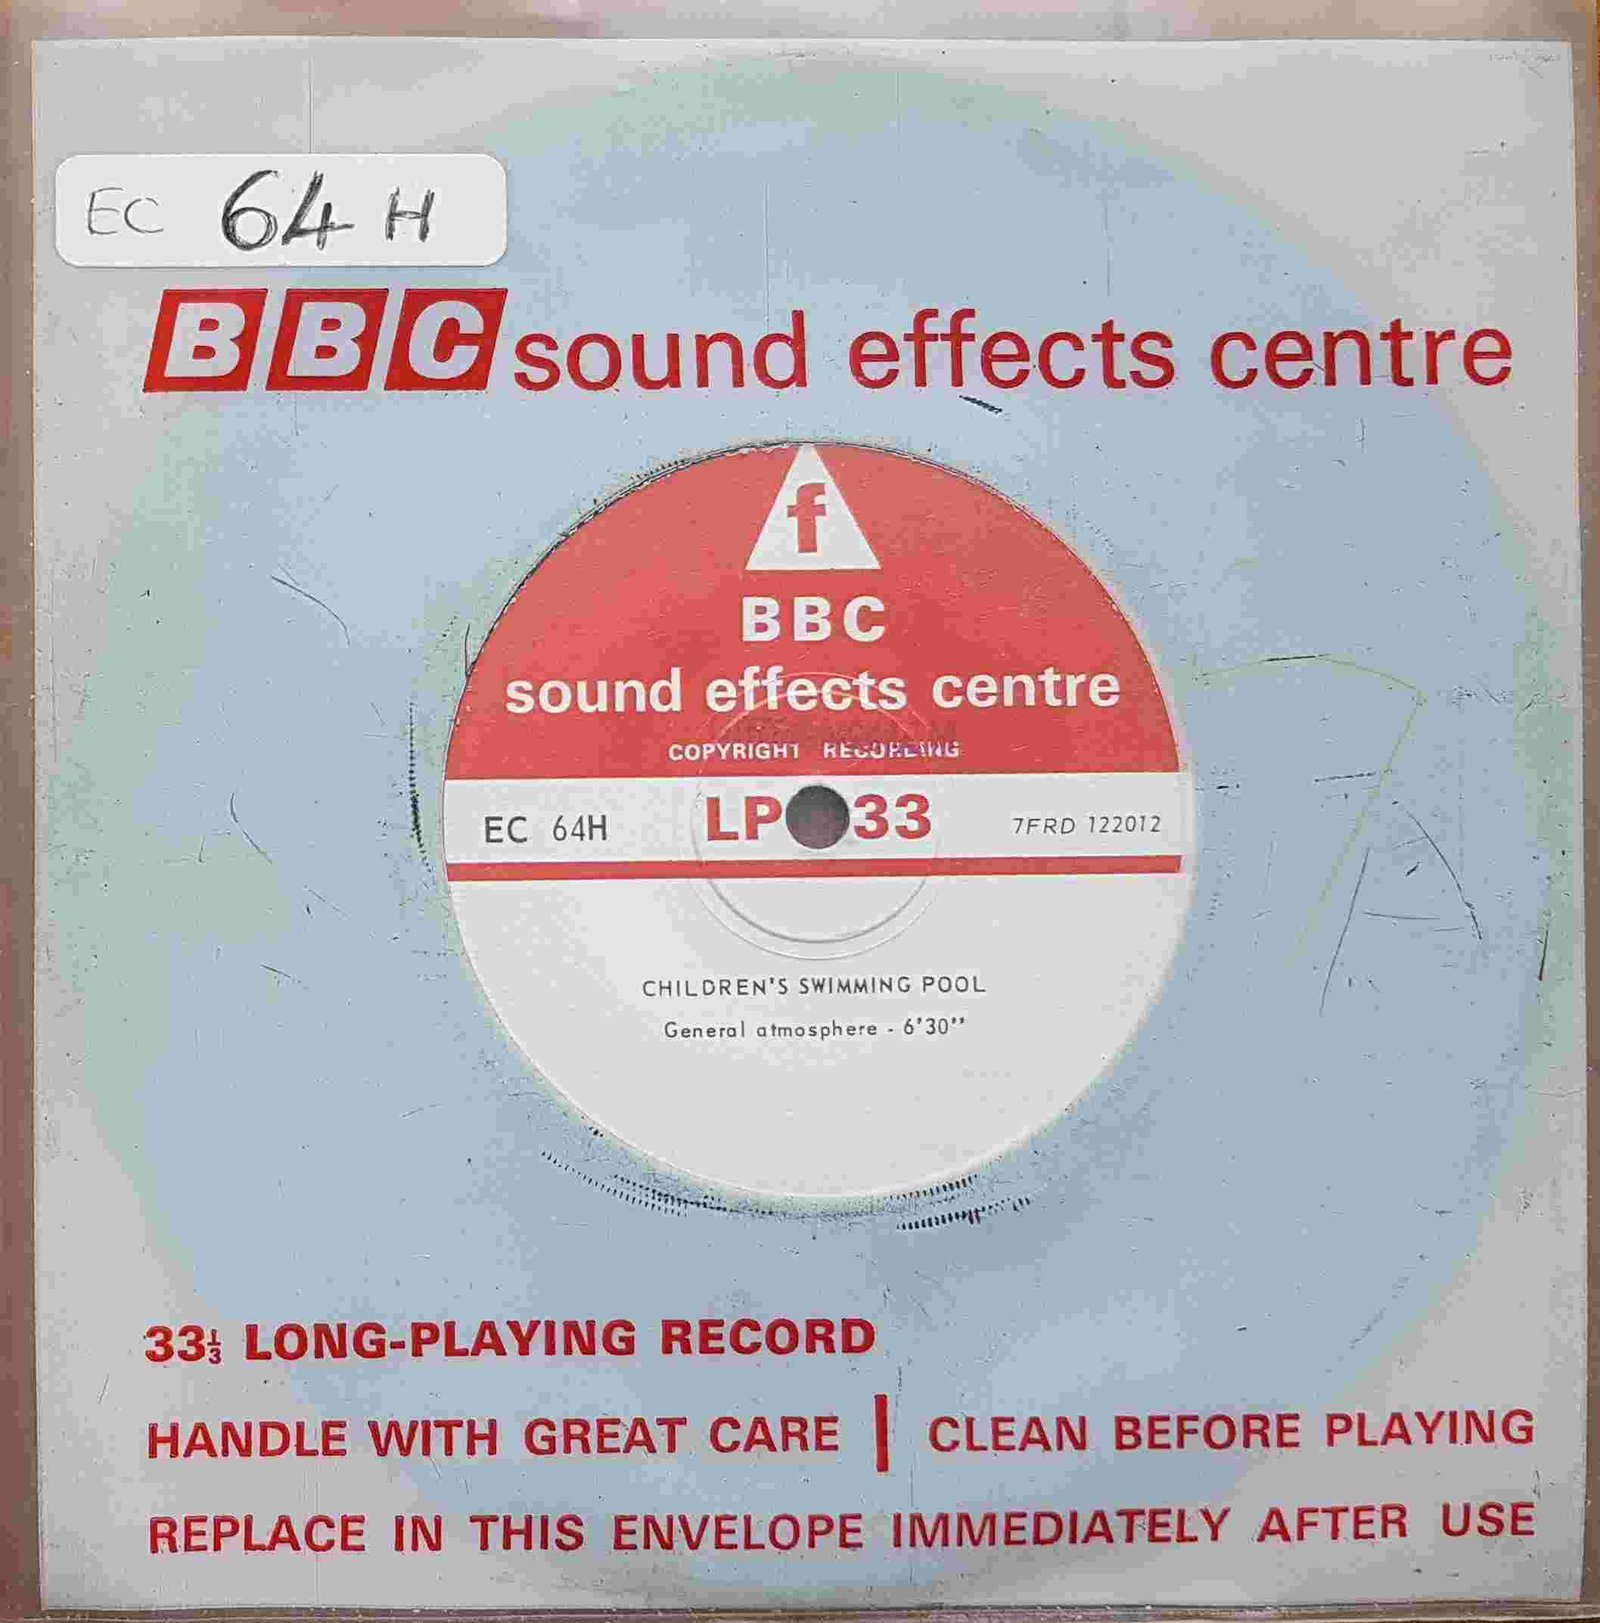 EC 64 H
BBC sound effects centre
f
BBC
sound effects centre
COPYRIGHT RECORDING
EC 64H LP 33 7FRD 122012
CHILDREN'S SWIMMING POOL
General atmosphere - 6'30"
33⅓ LONG-PLAYING RECORD
HANDLE WITH GREAT CARE | CLEAN BEFORE PLAYING
REPLACE IN THIS ENVELOPE IMMEDIATELY AFTER USE